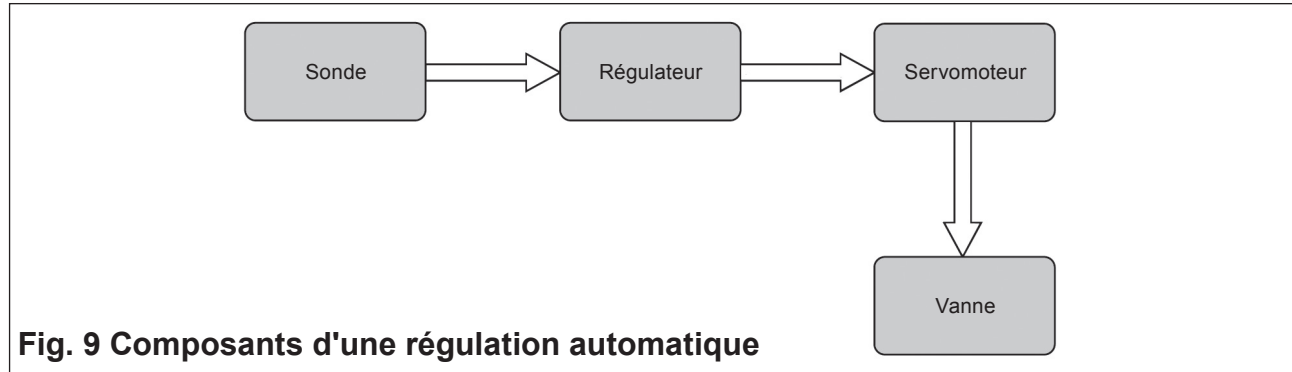 Sonde
Régulateur
Servomoteur
Vanne
Fig. 9 Composants d'une régulation automatique